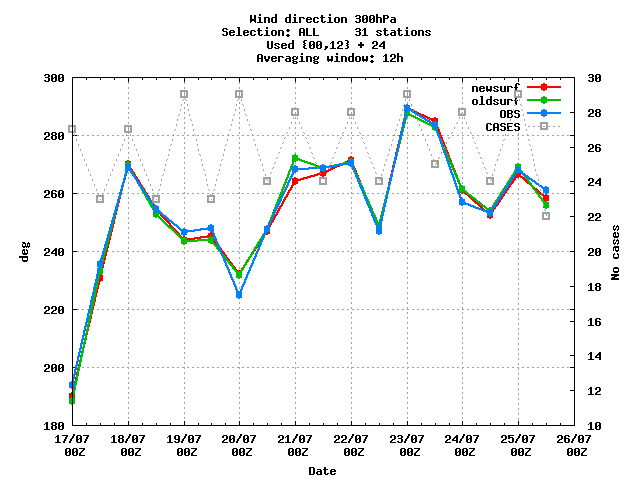 Wind direction 300hPa
Selection: ALL 31 stations
Used {00,12} + 24
Averaging window: 12h
newsurf
oldsurf
OBS
CASES
300
280
260
240
220
200
180
deg
30
28
26
24
22
20
18
16
14
12
10
No cases
17/07 18/07 19/07 20/07 21/07 22/07 23/07 24/07 25/07 26/07
00Z 00Z 00Z 00Z 00Z 00Z 00Z 00Z 00Z 00Z
Date